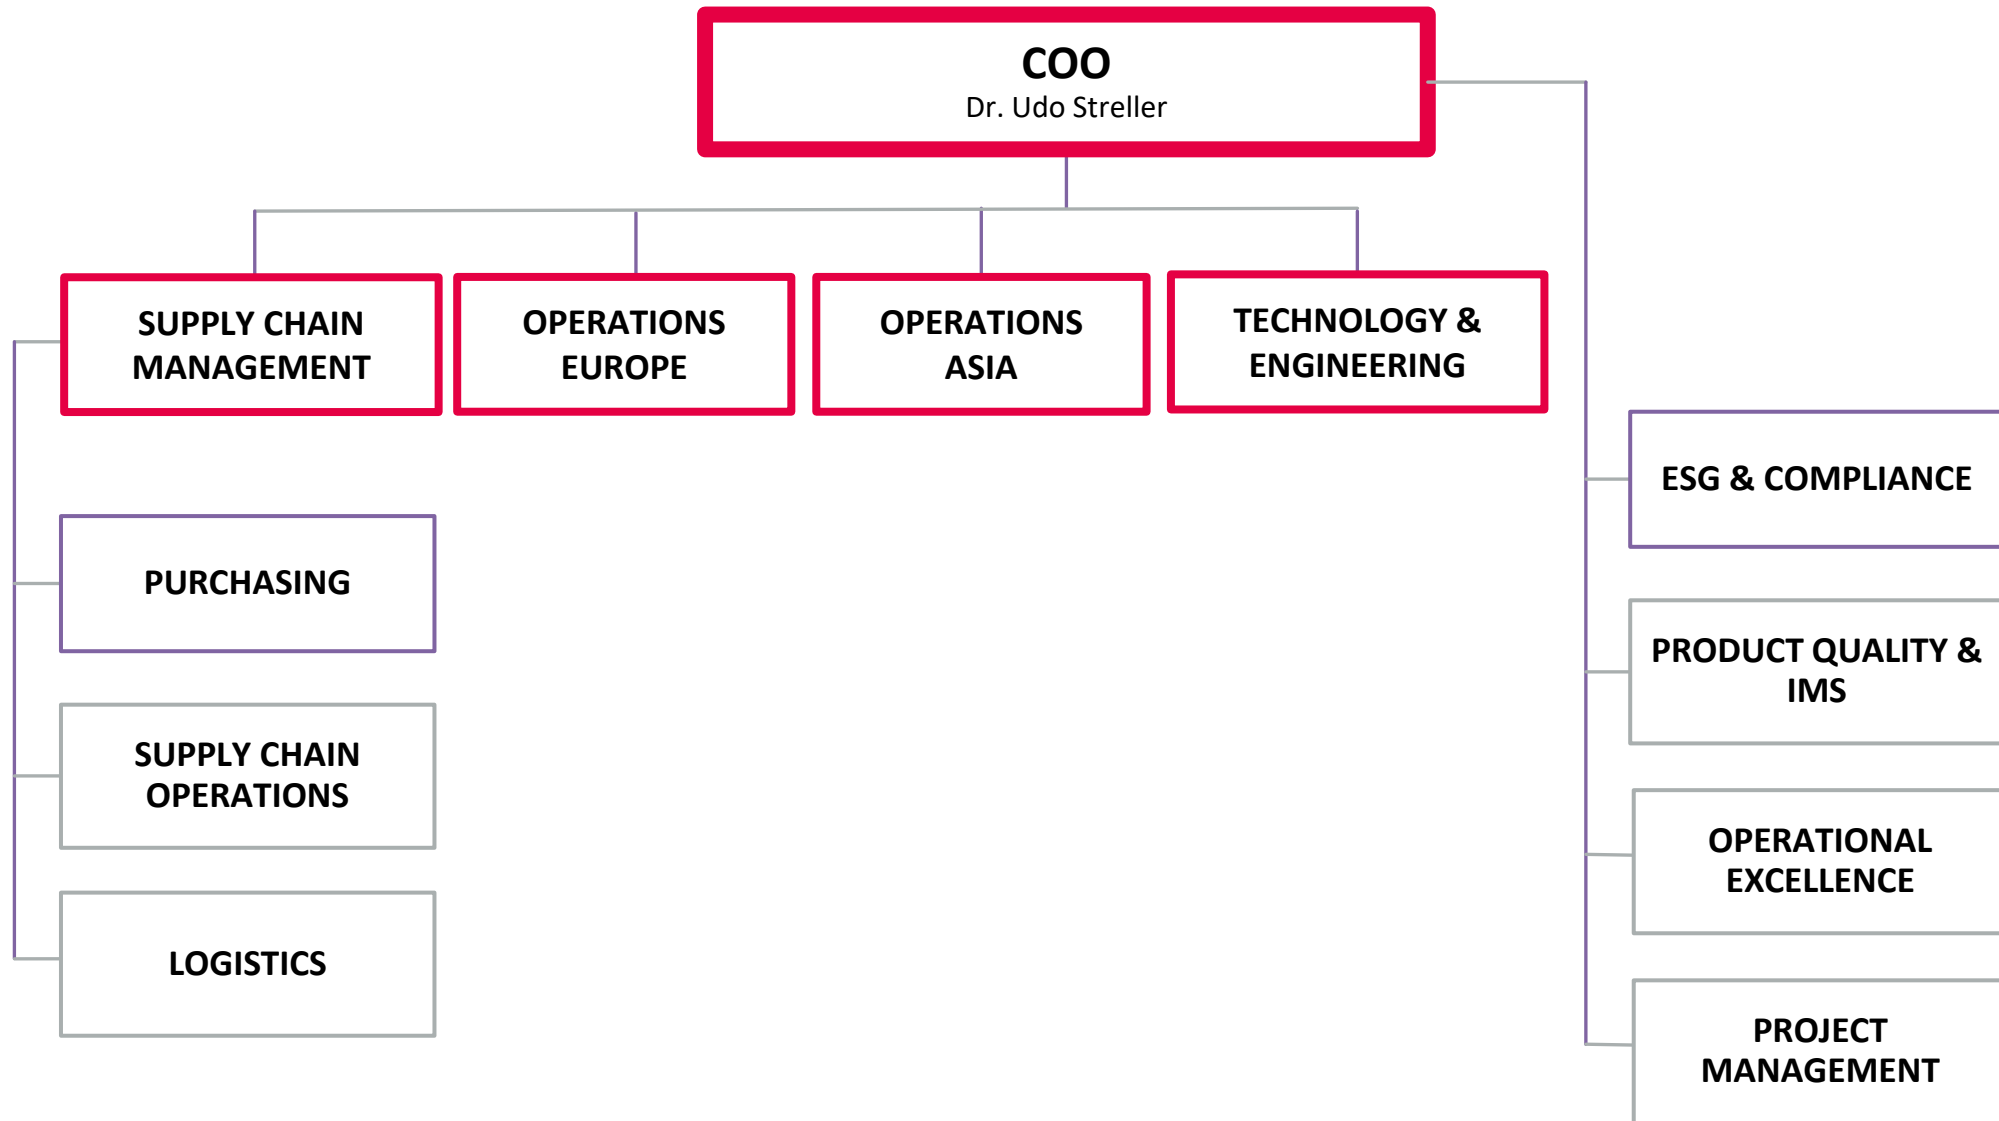 COO
Dr. Udo Streller
SUPPLY CHAIN
MANAGEMENT
OPERATIONS
EUROPE
OPERATIONS
ASIA
TECHNOLOGY &
ENGINEERING
PURCHASING
SUPPLY CHAIN
OPERATIONS
LOGISTICS
ESG & COMPLIANCE
PRODUCT QUALITY &
IMS
OPERATIONAL
EXCELLENCE
PROJECT
MANAGEMENT